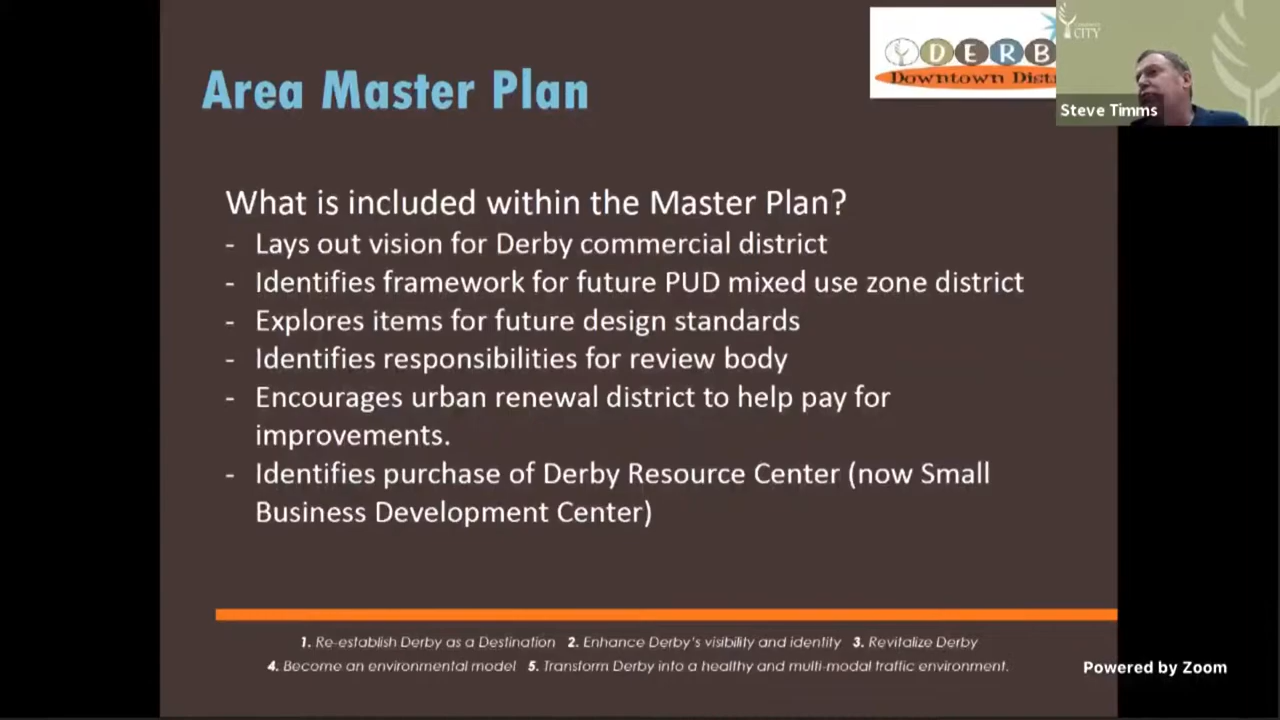 Area Master Plan
DERB
Downtown Distr
CITY
Steve Timms
What is included within the Master Plan?
- Lays out vision for Derby commercial district
- Identifies framework for future PUD mixed use zone district
- Explores items for future design standards
- Identifies responsibilities for review body
- Encourages urban renewal district to help pay for
improvements.
- Identifies purchase of Derby Resource Center (now Small
Business Development Center)
1. Re-establish Derby as a Destination 2. Enhance Derby's visibility and identity 3. Revitalize Derby
4. Become an environmental model 5. Transform Derby into a healthy and multi-modal traffic environment.
Powered by Zoom